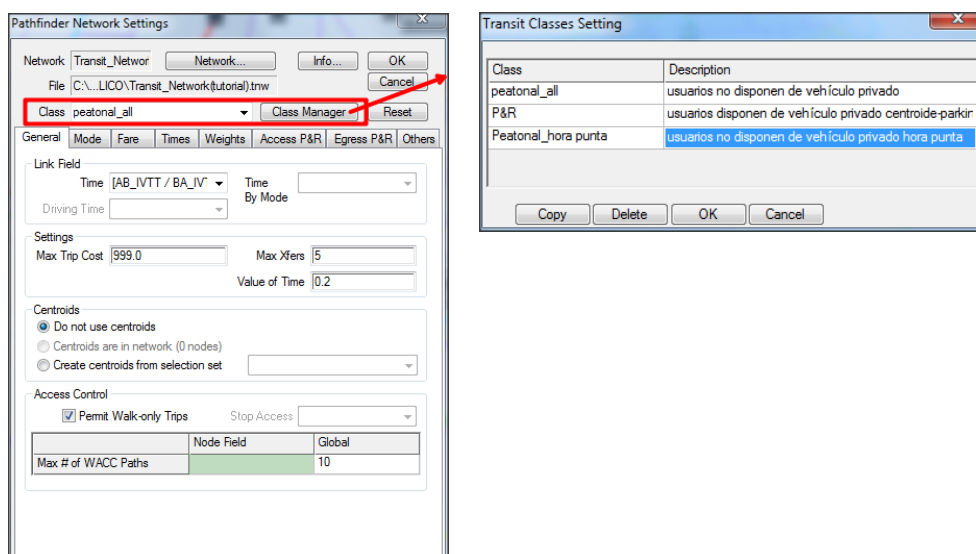 Pathfinder Network Settings
Network Transit_Networ Network... Info... OK
File C:\...LICO\Transit_Network(tutorial).tnw Cancel
Class peatonal_all Class Manager Reset
General Mode Fare Times Weights Access P&R Egress P&R Others
Link Field
Time [AB_IVTT / BA_IV Time By Mode
Driving Time
Settings
Max Trip Cost 999.0 Max Xfers 5
Value of Time 0.2
Centroids
Do not use centroids
Centroids are in network (0 nodes)
Create centroids from selection set
Access Control
Permit Walk-only Trips Stop Access
Node Field Global
Max # of WACC Paths 10
Transit Classes Setting
Class Description
peatonal_all usuarios no disponen de vehículo privado
P&R usuarios disponen de vehículo privado centroide-parkin
Peatonal_hora punta usuarios no disponen de vehículo privado hora punta
Copy Delete OK Cancel